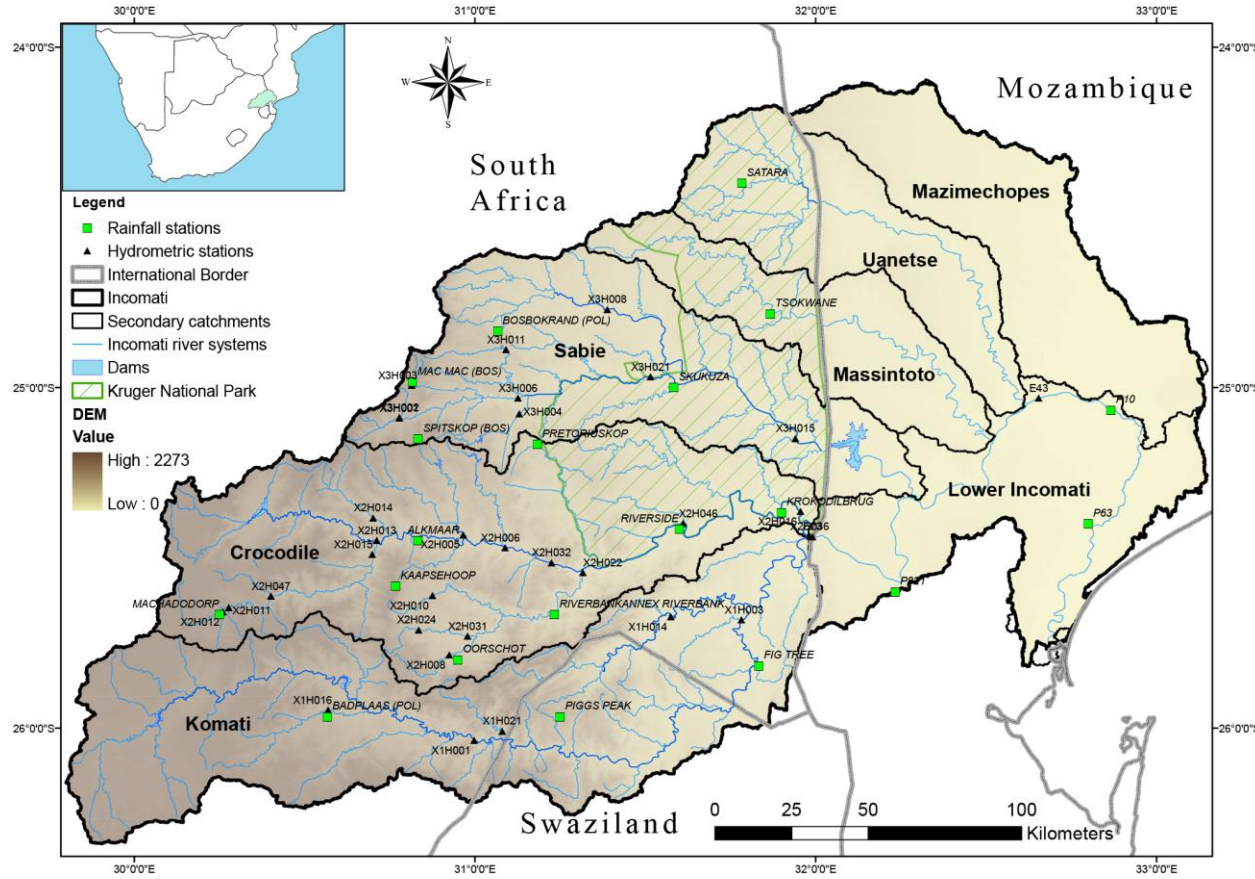 30°0'0"E 31°0'0"E 32°0'0"E 33°0'0"E
24°0'0"S 24°0'0"S
N
W E
S
Mozambique
South
Africa
Legend
Rainfall stations
Hydrometric stations
International Border
Incomati
Secondary catchments
Incomati river systems
Dams
Kruger National Park
DEM
Value
High : 2273
Low : 0
SATARA
Mazimechopes
Uanetse
TSOKWANE
X3H008
BOSBOKRAND (POL)
X3H011
Sabie
MAC MAC (BOS)
X3H003
X3H021
SKUKUZA
Massintoto
25°0'0"S 25°0'0"S
E43
X3H006
X3H004
SPITSKOP (BOS)
PRETORIUSKOP
X3H015
Lower Incomati
KROKODILBRUG
X2H016
P63
X2H046
RIVERSIDE
X2H014
X2H013
ALKMAAR
X2H015
X2H005
X2H006
X2H032
X2H022
Crocodile
KAAPSEHOOP
X2H047
MACHADODORP
X2H011
X2H012
X2H010
X2H024
X2H031
X2H008
OORSCHOT
RIVERBANK
ANNEX RIVERBANK
X1H003
X1H014
FIG TREE
26°0'0"S 26°0'0"S
Komati
X1H016
BADPLAAS (POL)
X1H021
X1H001
PIGGS PEAK
Swaziland
0 25 50 100
Kilometers
30°0'0"E 31°0'0"E 32°0'0"E 33°0'0"E